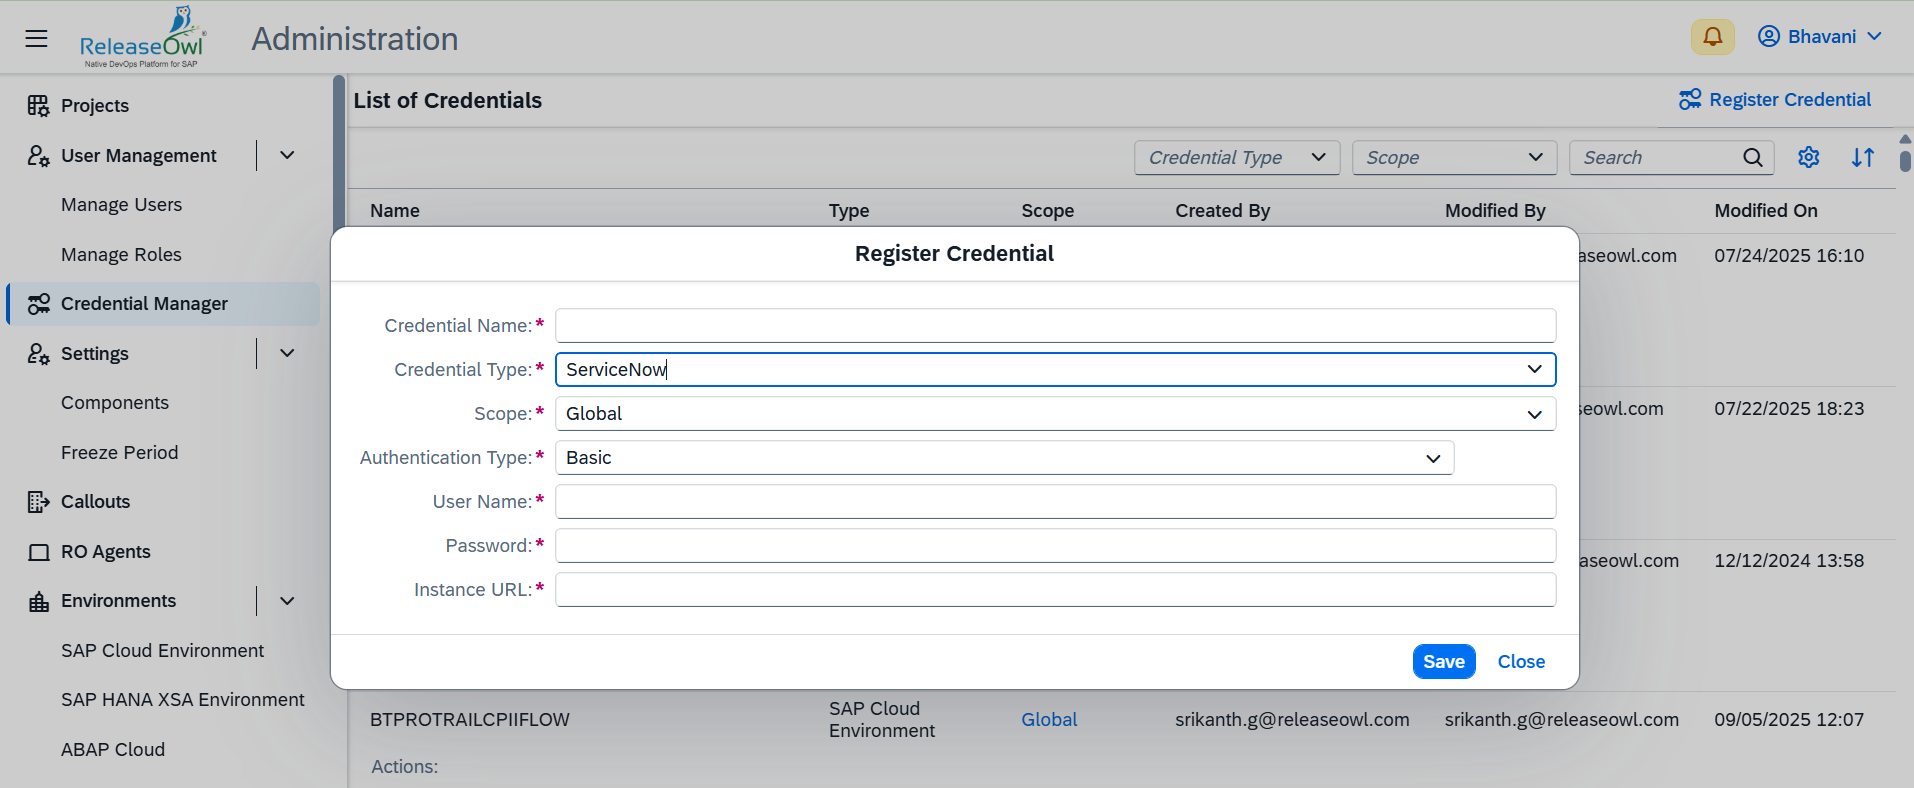 ReleaseOwl
Native DevOps Platform for SAP
Administration
Bhavani
Projects
User Management
Manage Users
Manage Roles
Credential Manager
Settings
Components
Freeze Period
Callouts
RO Agents
Environments
SAP Cloud Environment
SAP HANA XSA Environment
ABAP Cloud
List of Credentials
Register Credential
Credential Type
Scope
Search
Name Type Scope Created By Modified By Modified On
aseowl.com 07/24/2025 16:10
seowl.com 07/22/2025 18:23
aseowl.com 12/12/2024 13:58
Register Credential
Credential Name:*
Credential Type:* ServiceNow
Scope:* Global
Authentication Type:* Basic
User Name:*
Password:*
Instance URL:*
Save Close
BTPROTRAILCPIIFLOW SAP Cloud Environment Global srikanth.g@releaseowl.com srikanth.g@releaseowl.com 09/05/2025 12:07
Actions: